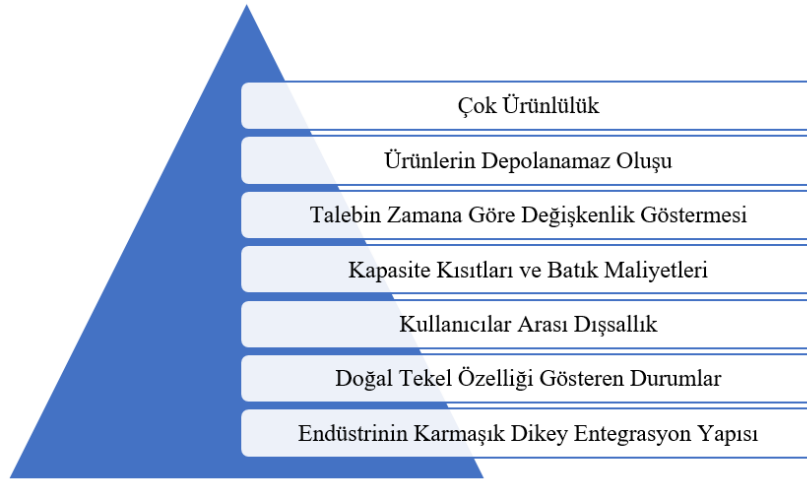 Çok Ürünlülük
Ürünlerin Depolanamaz Oluşu
Talebin Zamana Göre Değişkenlik Göstermesi
Kapasite Kısıtları ve Batık Maliyetleri
Kullanıcılar Arası Dışsallık
Doğal Tekel Özelliği Gösteren Durumlar
Endüstrinin Karmaşık Dikey Entegrasyon Yapısı